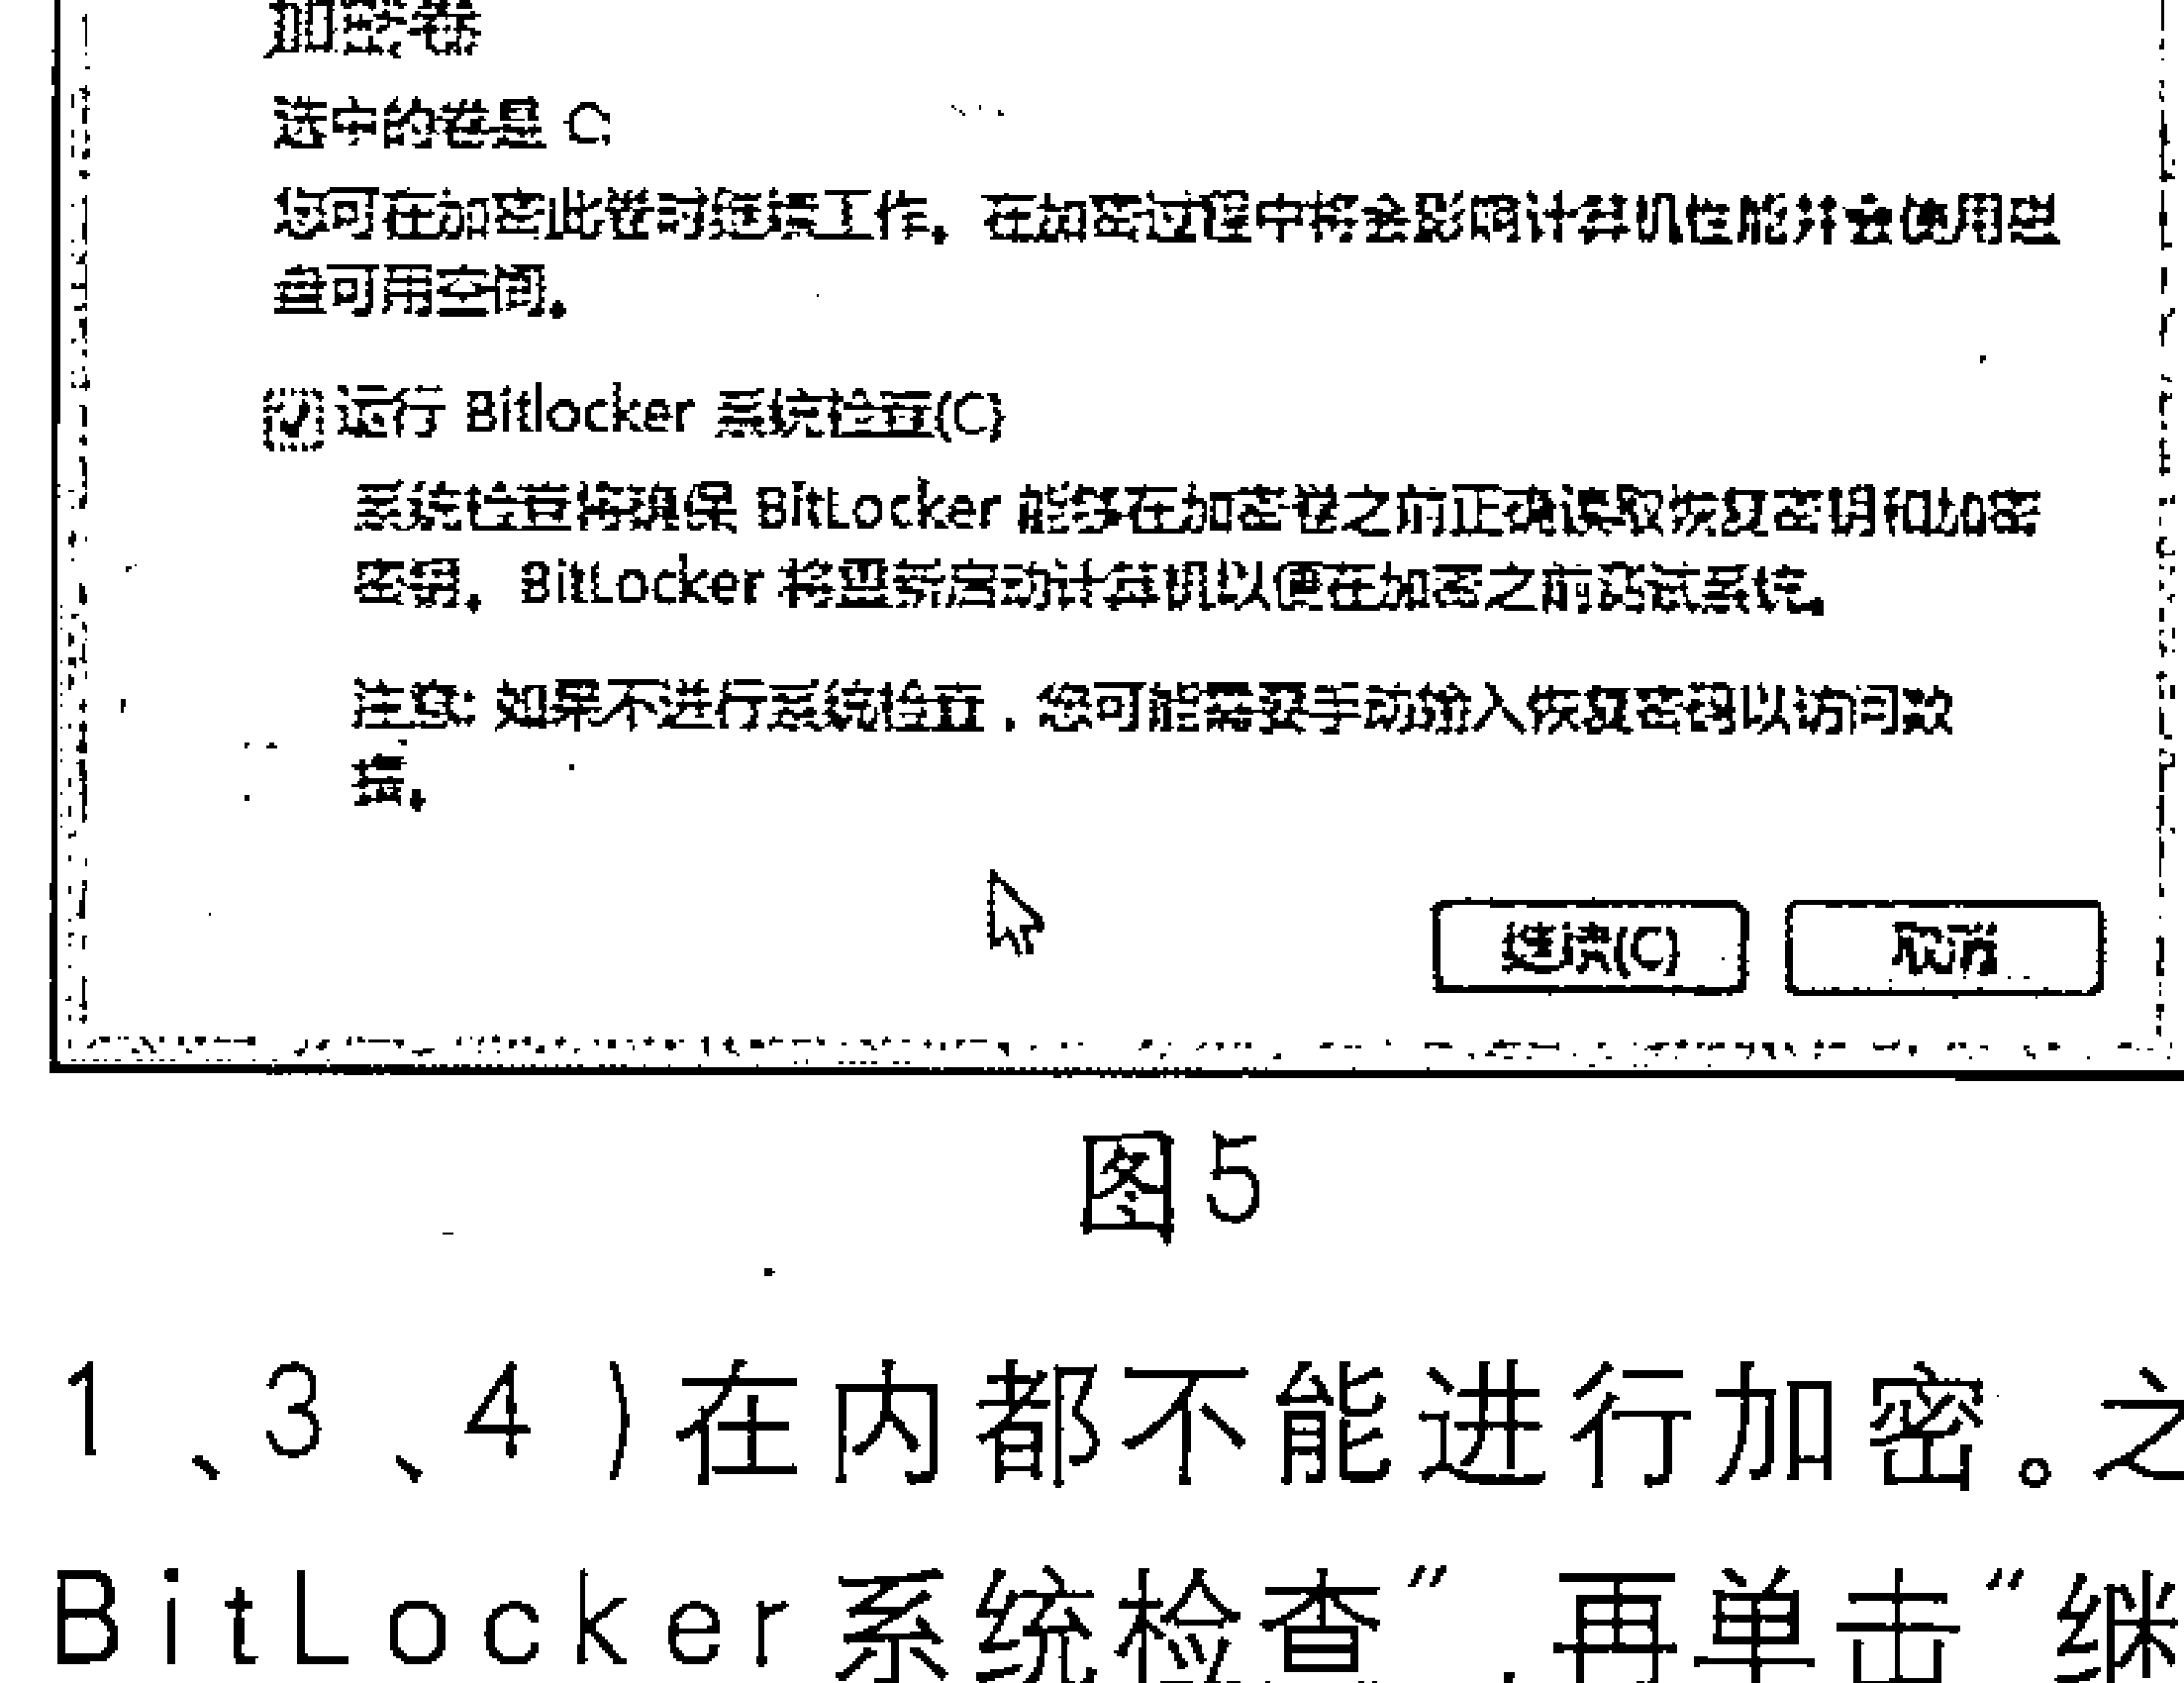 加密卷
选中的卷是 C:
您可在加密此卷时继续工作。在加密过程中将会影响计算机性能并会使用某
些可用空间。
运行 Bitlocker 系统检查(C)
系统检查将确保 BitLocker 能够在加密卷之前正确读取恢复密钥和加密
密钥。BitLocker 将重新启动计算机以便在加密之前测试系统。
注意: 如果不进行系统检查，您可能需要手动输入恢复密码以访问数
据。
继续(C) 取消
图5
1、3、4)在内都不能进行加密。之
BitLocker系统检查”,再单击“继